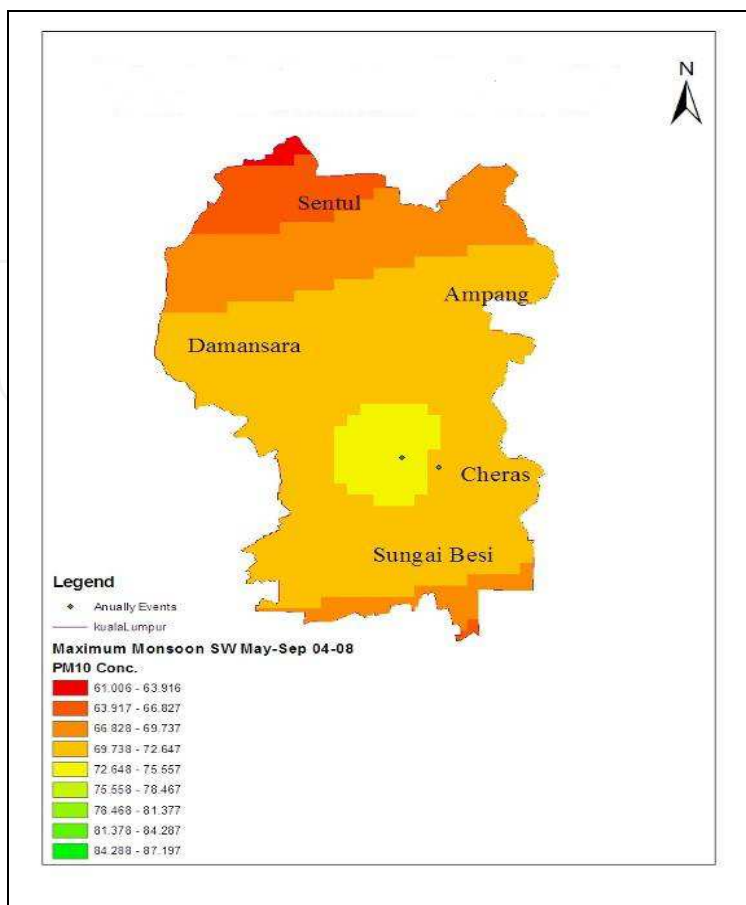 N
Sentul
Ampang
Damansara
Cheras
Sungai Besi
Legend
Anually Events
kualaLumpur
Maximum Monsoon SW May-Sep 04-08
PM10 Conc.
61.006 - 63.916
63.917 - 66.827
66.828 - 69.737
69.738 - 72.647
72.648 - 75.557
75.558 - 78.467
78.468 - 81.377
81.378 - 84.287
84.288 - 87.197